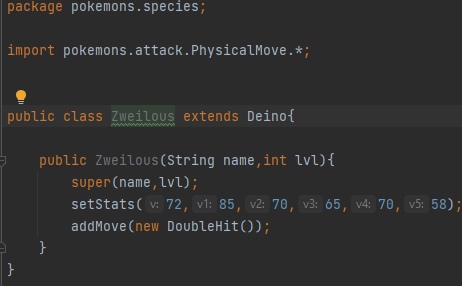 package pokemons.species;
import pokemons.attack.PhysicalMove.*;
public class Zweilous extends Deino{
public Zweilous(String name,int lvl){
super(name,lvl);
setStats( v: 72, v1: 85, v2: 70, v3: 65, v4: 70, v5: 58);
addMove(new DoubleHit());
}
}